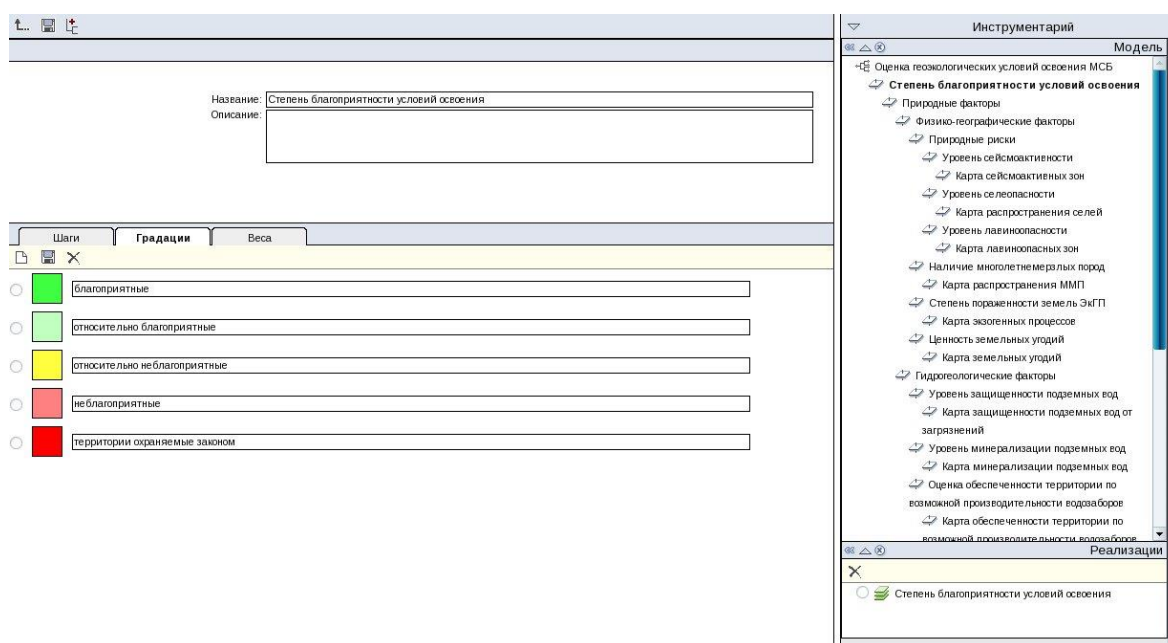 Название: Степень благоприятности условий освоения
Описание:
Шаги Градации Веса
благоприятные
относительно благоприятные
относительно неблагоприятные
неблагоприятные
территории охраняемые законом
Инструментарий
Модель
Оценка геоэкологических условий освоения МСБ
Степень благоприятности условий освоения
Природные факторы
Физико-географические факторы
Природные риски
Уровень сейсмоактивности
Карта сейсмоактивных зон
Уровень селеопасности
Карта распространения селей
Уровень лавиноопасности
Карта лавиноопасных зон
Наличие многолетнемерзлых пород
Карта распространения ММП
Степень пораженности земель ЭкГП
Карта экзогенных процессов
Ценность земельных угодий
Карта земельных угодий
Гидрогеологические факторы
Уровень защищенности подземных вод
Карта защищенности подземных вод от
загрязнений
Уровень минерализации подземных вод
Карта минерализации подземных вод
Оценка обеспеченности территории по
возможной производительности водозаборов
Карта обеспеченности территории по
возможной производительности водозаборов
Реализации
Степень благоприятности условий освоения